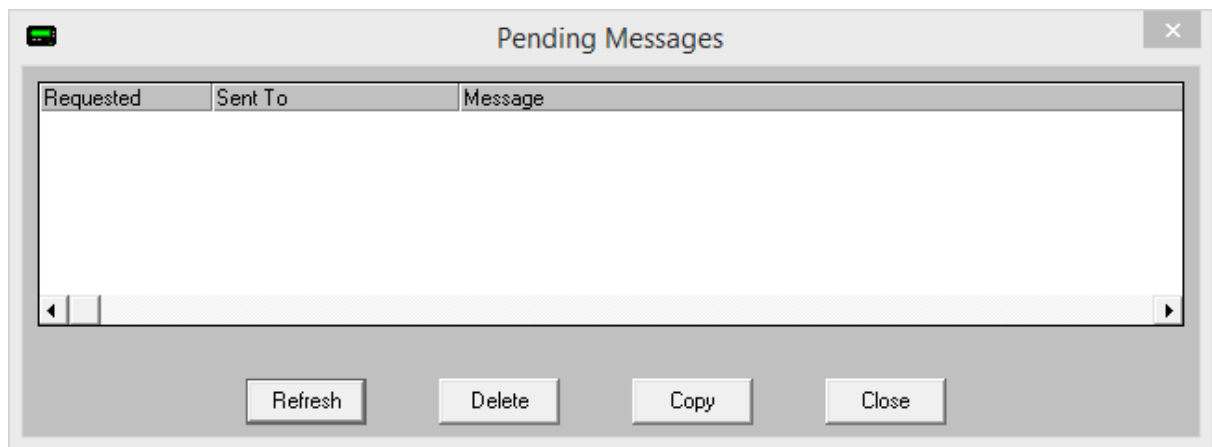 Pending Messages
Requested Sent To Message
Refresh Delete Copy Close